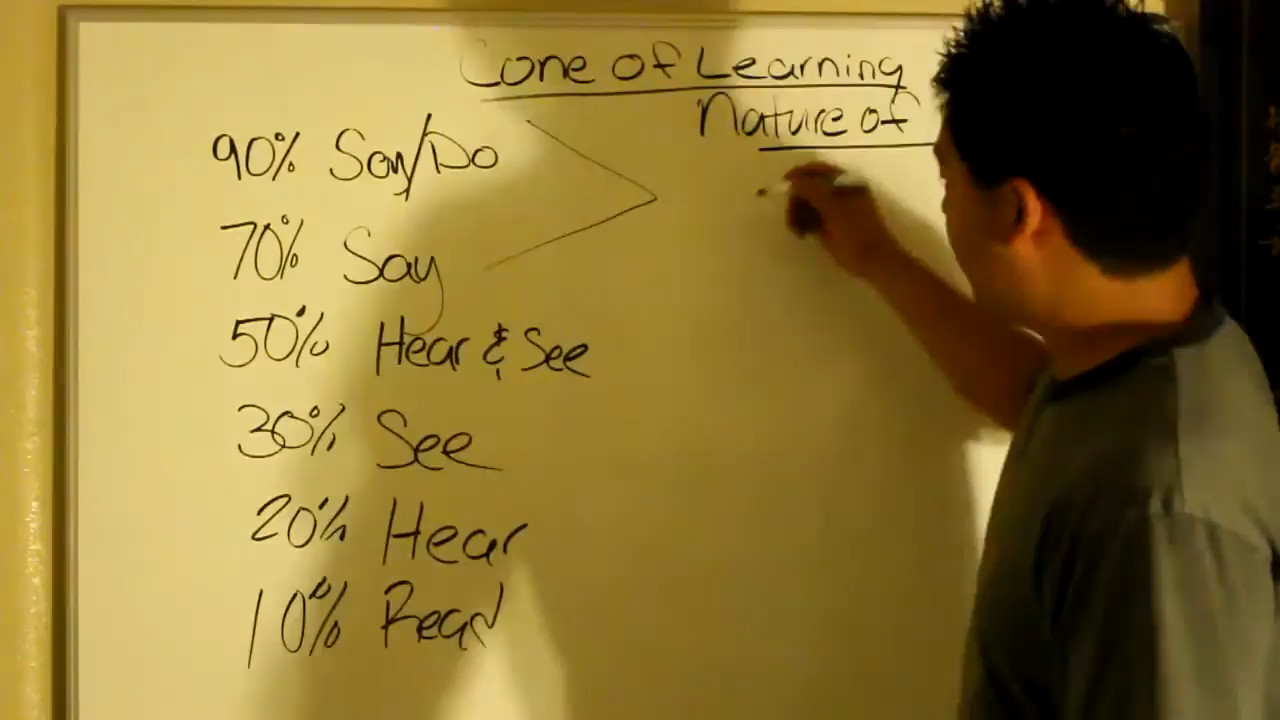 Cone of Learning
Nature of
90% Say/Do
70% Say
50% Hear & See
30% See
20% Hear
10% Read